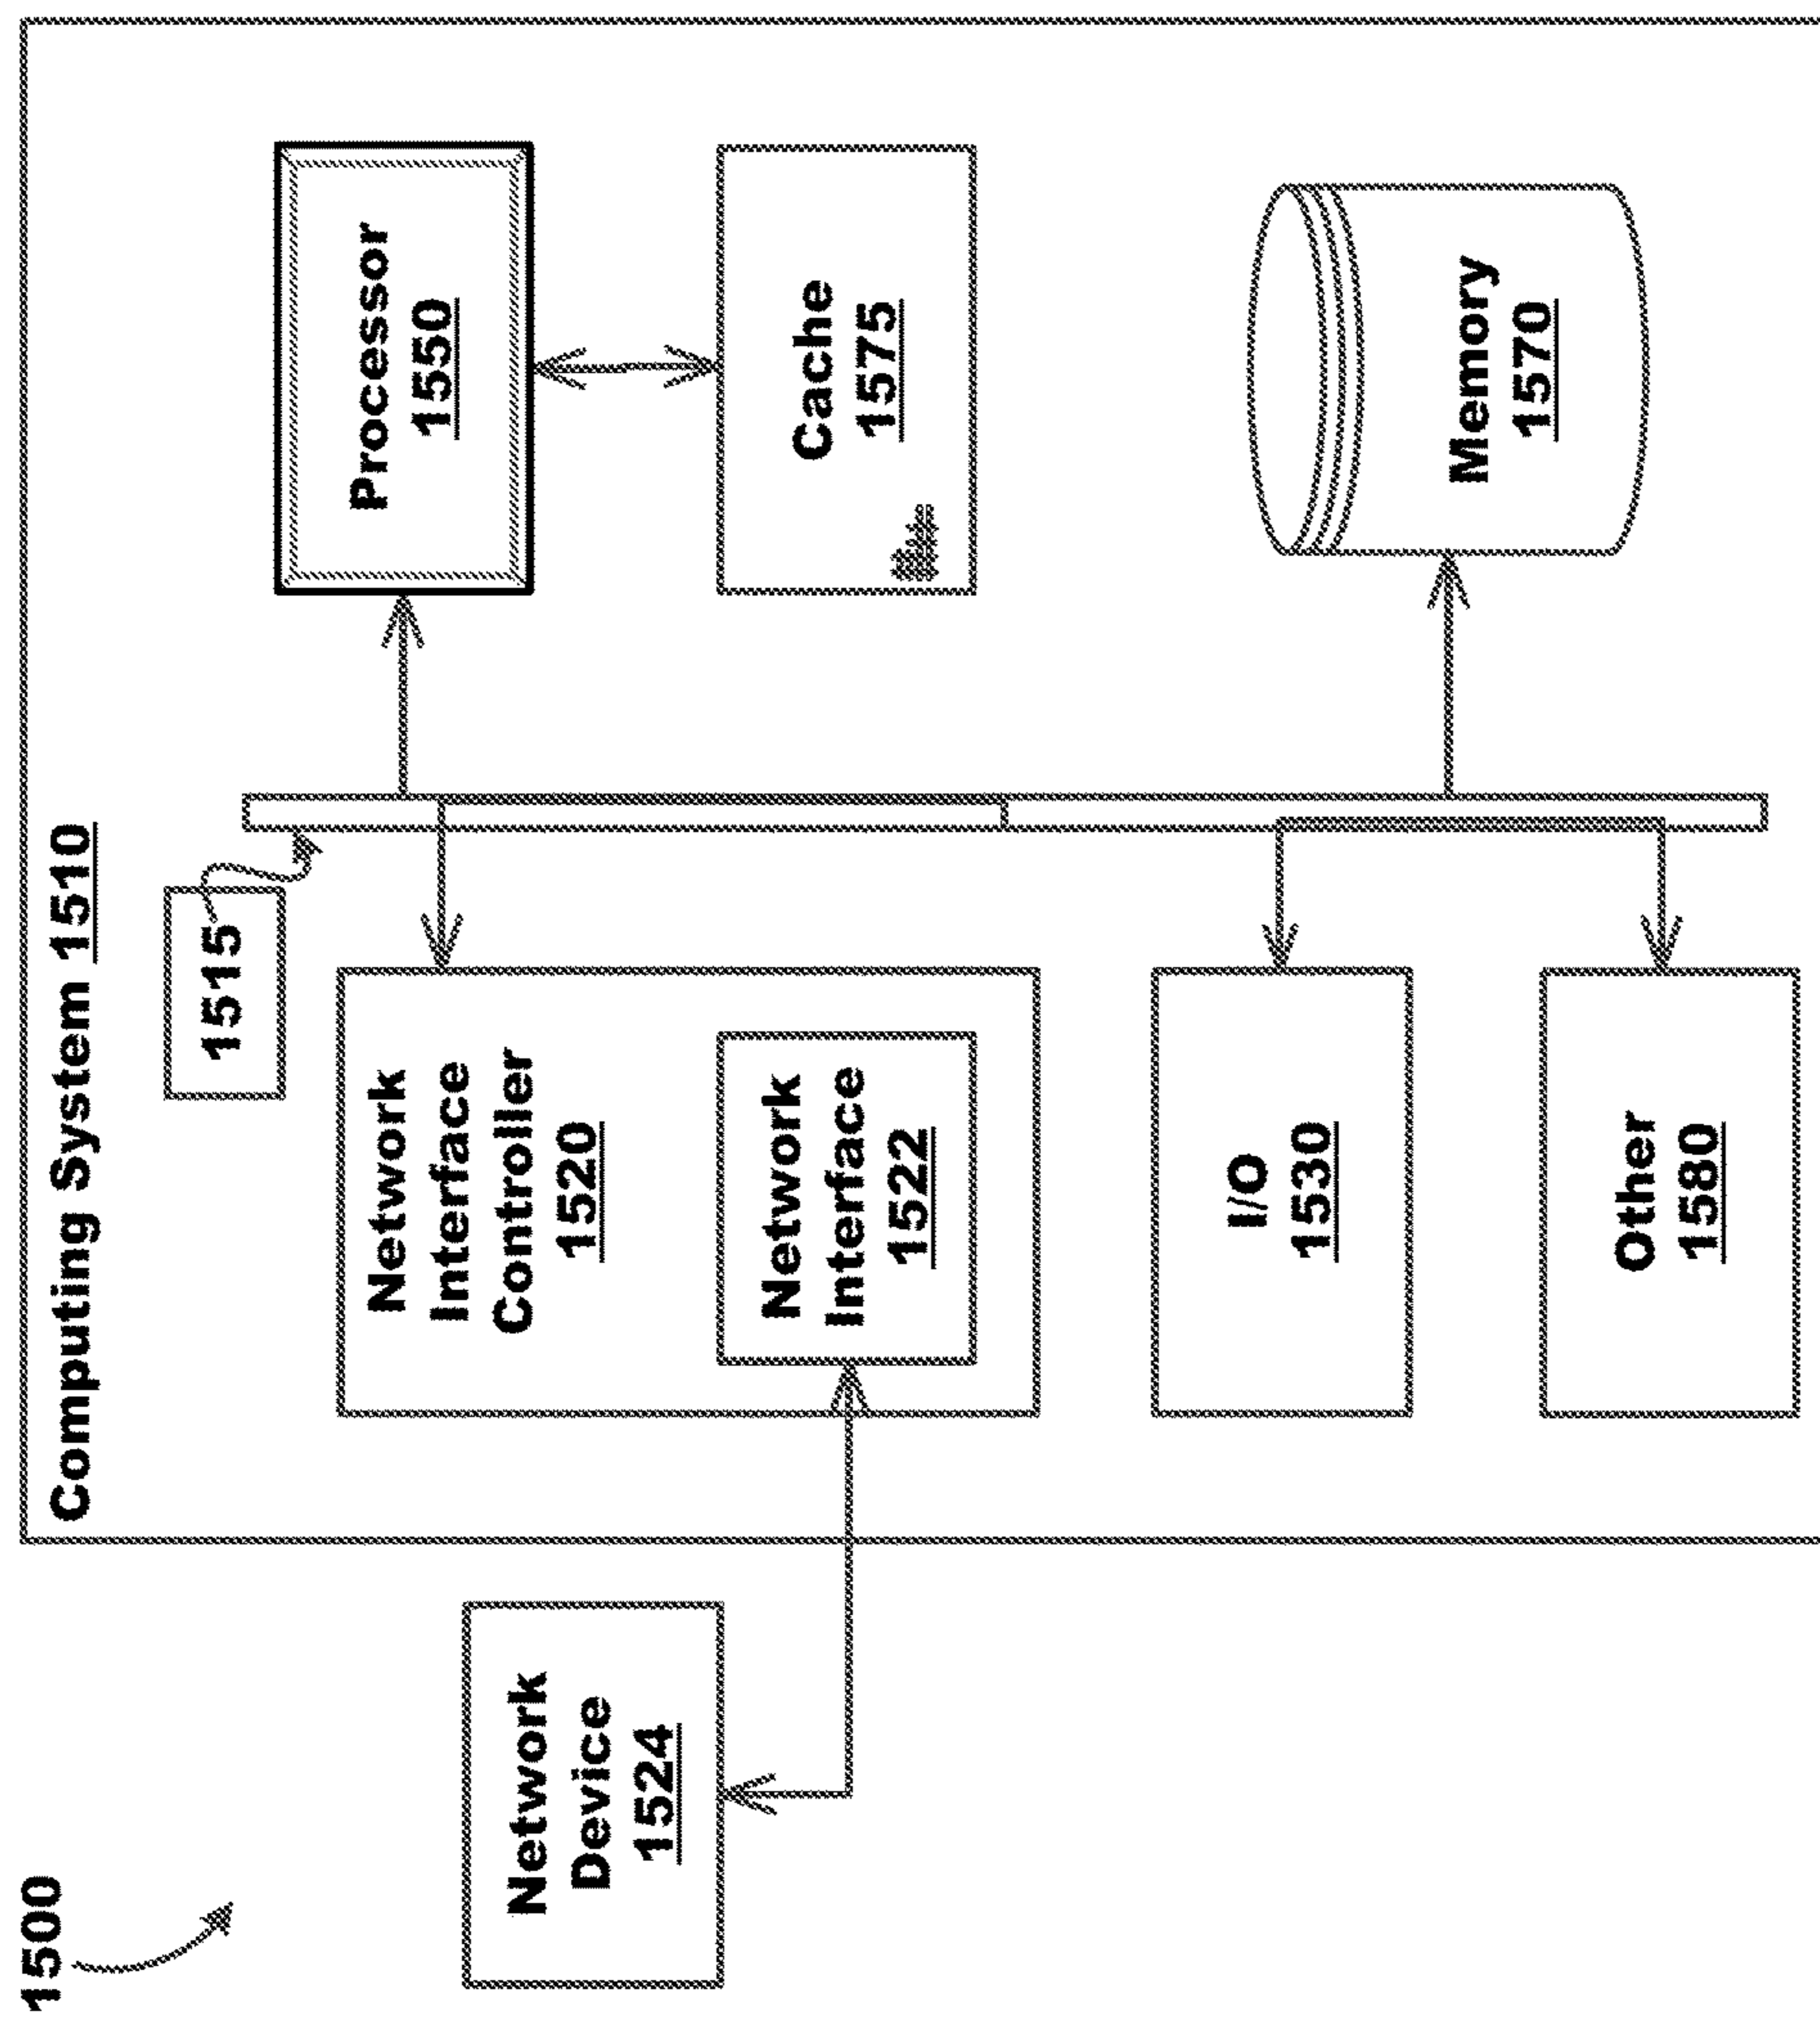 1500
Computing System 1510
1515
Network
Device
1524
Network
Interface
Controller
1520
Network
Interface
1522
I/O
1530
Other
1580
Processor
1550
Cache
1575
Memory
1570